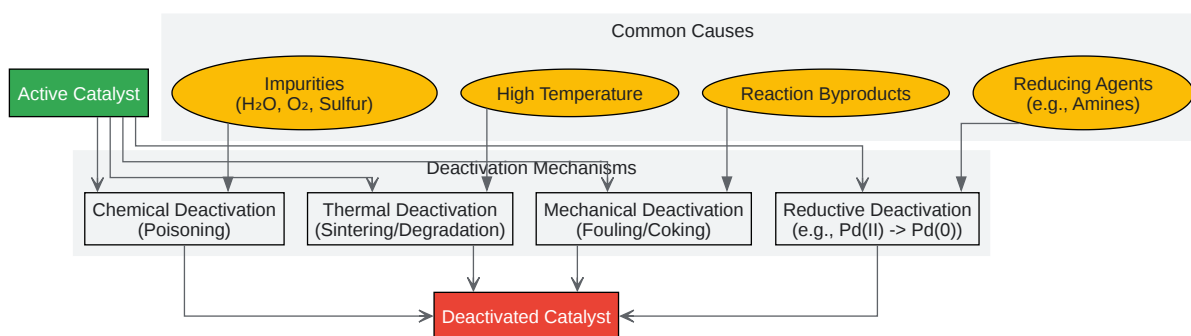 Common Causes
Active Catalyst
Impurities
(H₂O, O₂, Sulfur)
High Temperature
Reaction Byproducts
Reducing Agents
(e.g., Amines)
Deactivation Mechanisms
Chemical Deactivation
(Poisoning)
Thermal Deactivation
(Sintering/Degradation)
Mechanical Deactivation
(Fouling/Coking)
Reductive Deactivation
(e.g., Pd(II) -> Pd(0))
Deactivated Catalyst